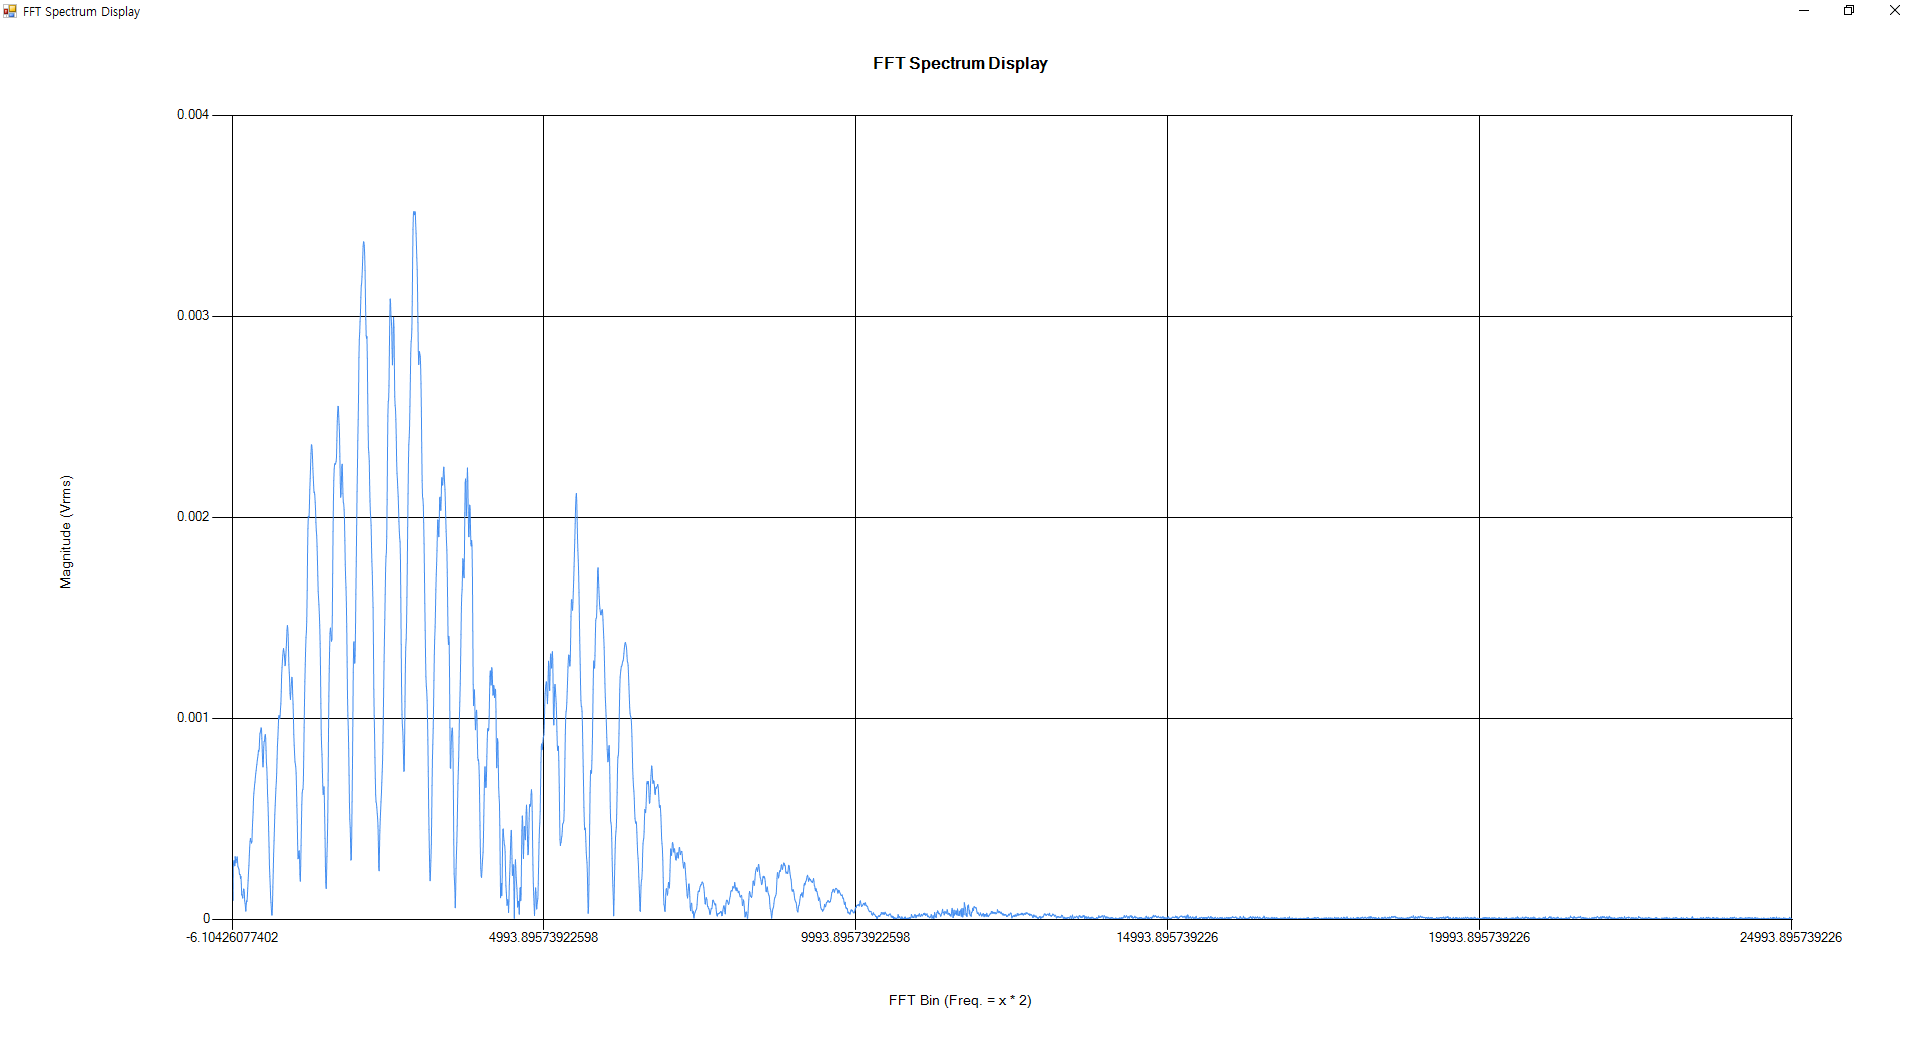 FFT Spectrum Display
FFT Spectrum Display
0.004
0.003
0.002
0.001
0
Magnitude (Vrms)
-6.10426077402
4993.89573922598
9993.89573922598
14993.895739226
19993.895739226
24993.895739226
FFT Bin (Freq. = x * 2)